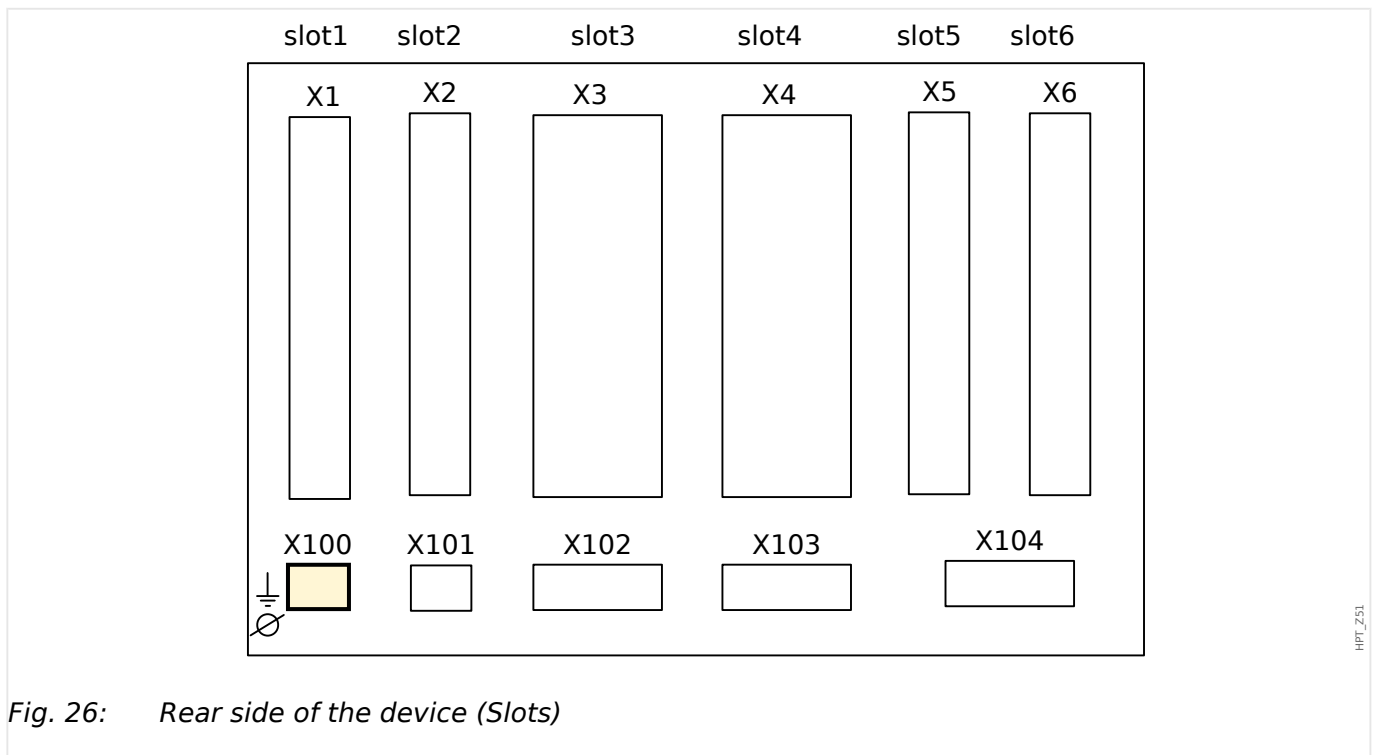 slot1 slot2 slot3 slot4 slot5 slot6
X1 X2 X3 X4 X5 X6
X100 X101 X102 X103 X104
HPT_Z51
Fig. 26: Rear side of the device (Slots)